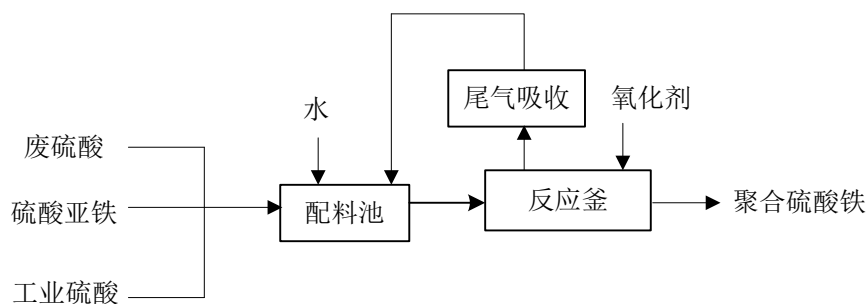 尾气吸收
氧化剂
水
废硫酸
硫酸亚铁
配料池
反应釜
聚合硫酸铁
工业硫酸